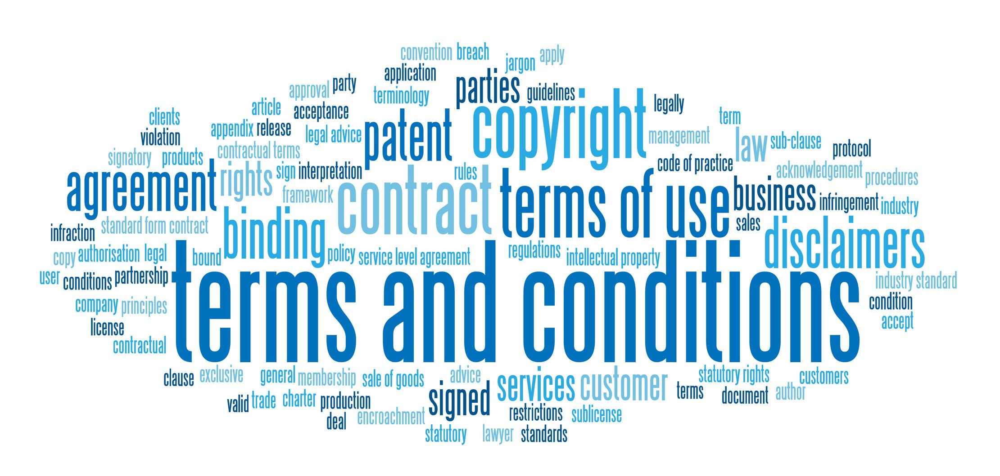 convention breach
jargon apply
application
parties
approval party
terminology
guidelines
copyright
legally
article
acceptance
clients
term
appendix release
legal advice
patent
management
violation
law sub-clause
protocol
contractual terms
signatory products
code of practice
agreement
rights
sign interpretation
rules
acknowledgement
procedures
framework
contract
terms of use
business
infringement industry
binding
sales
standard form contract
infraction
disclaimers
copy authorisation legal
bound
policy service level agreement
regulations
intellectual property
user conditions partnership
terms and conditions
industry standard
condition
company principles
accept
license
contractual
clause exclusive
general membership sale of goods
advice
services customer
statutory rights
customers
signed
terms
document author
valid trade charter production
deal encroachment
restrictions sublicense
statutory lawyer standards